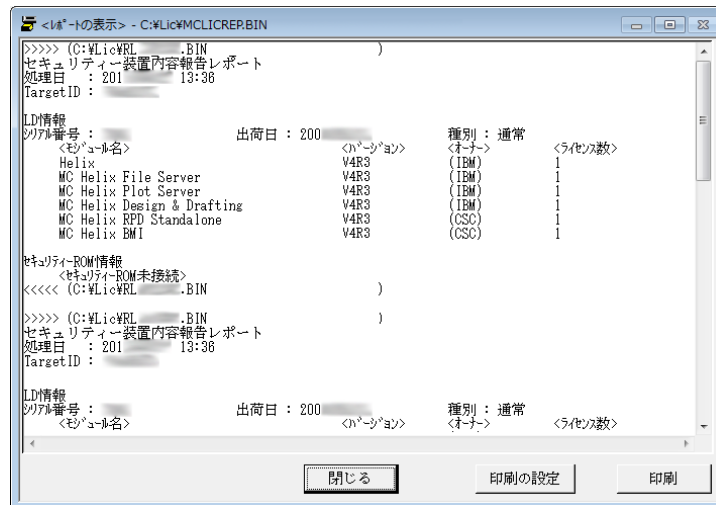 <ﾚﾎﾟｰﾄの表示> - C:¥Lic¥MCLICREP.BIN
>>>>> (C:¥Lic¥RL .BIN )
セキュリティー装置内容報告レポート
処理日 : 201 13:36
TargetID :
LD情報
ｼﾘｱﾙ番号 : 出荷日 : 200 種別 : 通常
<ﾓｼﾞｭｰﾙ名> <ﾊﾞｰｼﾞｮﾝ> <ｵｰﾅｰ> <ﾗｲｾﾝｽ数>
Helix V4R3 (IBM) 1
MC Helix File Server V4R3 (IBM) 1
MC Helix Plot Server V4R3 (IBM) 1
MC Helix Design & Drafting V4R3 (IBM) 1
MC Helix RPD Standalone V4R3 (CSC) 1
MC Helix BMI V4R3 (CSC) 1
ｾｷｭﾘﾃｨｰROM情報
<ｾｷｭﾘﾃｨｰROM未接続>
<<<<< (C:¥Lic¥RL .BIN )
>>>>> (C:¥Lic¥RL .BIN )
セキュリティー装置内容報告レポート
処理日 : 201 13:36
TargetID :
LD情報
ｼﾘｱﾙ番号 : 出荷日 : 200 種別 : 通常
<ﾓｼﾞｭｰﾙ名> <ﾊﾞｰｼﾞｮﾝ> <ｵｰﾅｰ> <ﾗｲｾﾝｽ数>
閉じる 印刷の設定 印刷